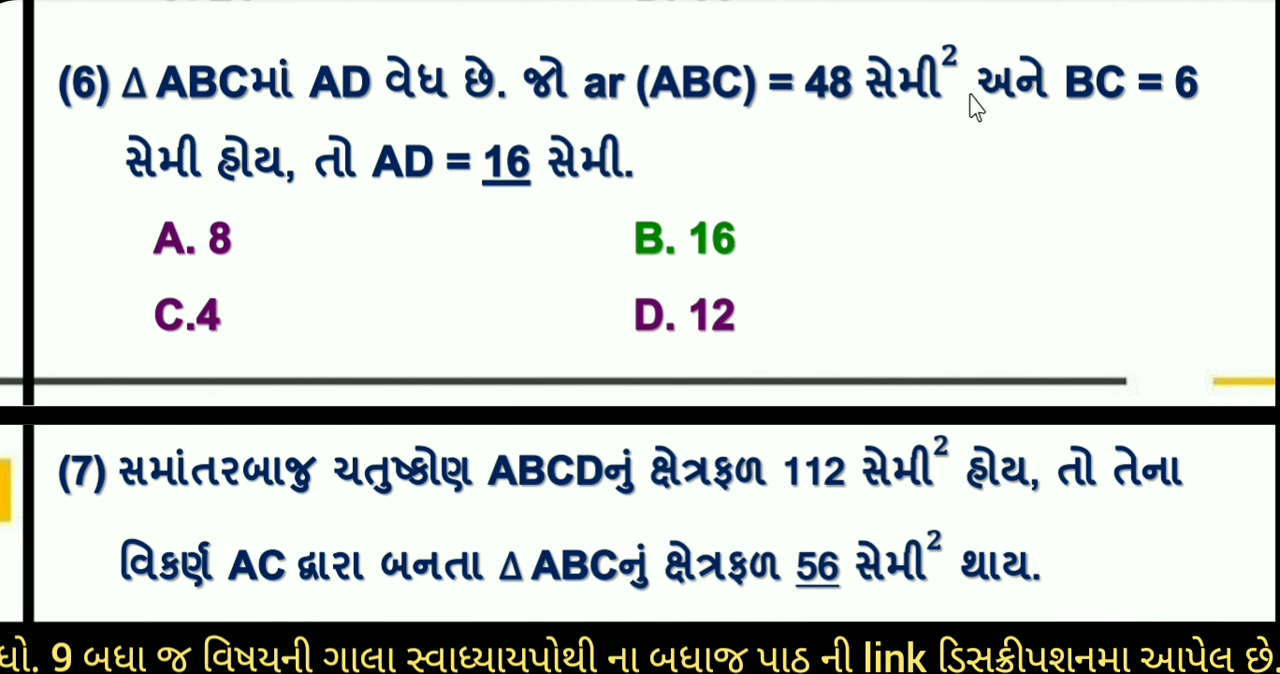 (6) Δ ABCમાં AD વેધ છે. જો ar (ABC) = 48 સેમી² અને BC = 6
સેમી હોય, તો AD = 16 સેમી.
A. 8 B. 16
C.4 D. 12
(7) સમાંતરબાજુ ચતુષ્કોણ ABCDનું ક્ષેત્રફળ 112 સેમી² હોય, તો તેના
વિકર્ણ AC દ્વારા બનતા Δ ABCનું ક્ષેત્રફળ 56 સેમી² થાય.
ધો. 9 બધા જ વિષયની ગાલા સ્વાધ્યાયપોથી ના બધાજ પાઠ ની link ડિસક્રીપશનમા આપેલ છે.